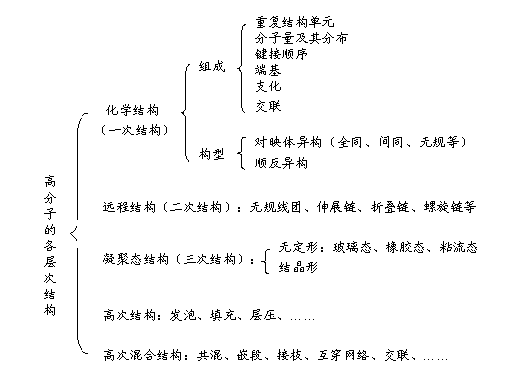 重复结构单元
分子量及其分布
键接顺序
端基
支化
交联
组成
化学结构
（一次结构）
构型
对映体异构（全同、间同、无规等）
顺反异构
高分子的各层次结构
远程结构（二次结构）：无规线团、伸展链、折叠链、螺旋链等
凝聚态结构（三次结构）：
无定形：玻璃态、橡胶态、粘流态
结晶形
高次结构：发泡、填充、层压、……
高次混合结构：共混、嵌段、接枝、互穿网络、交联、……